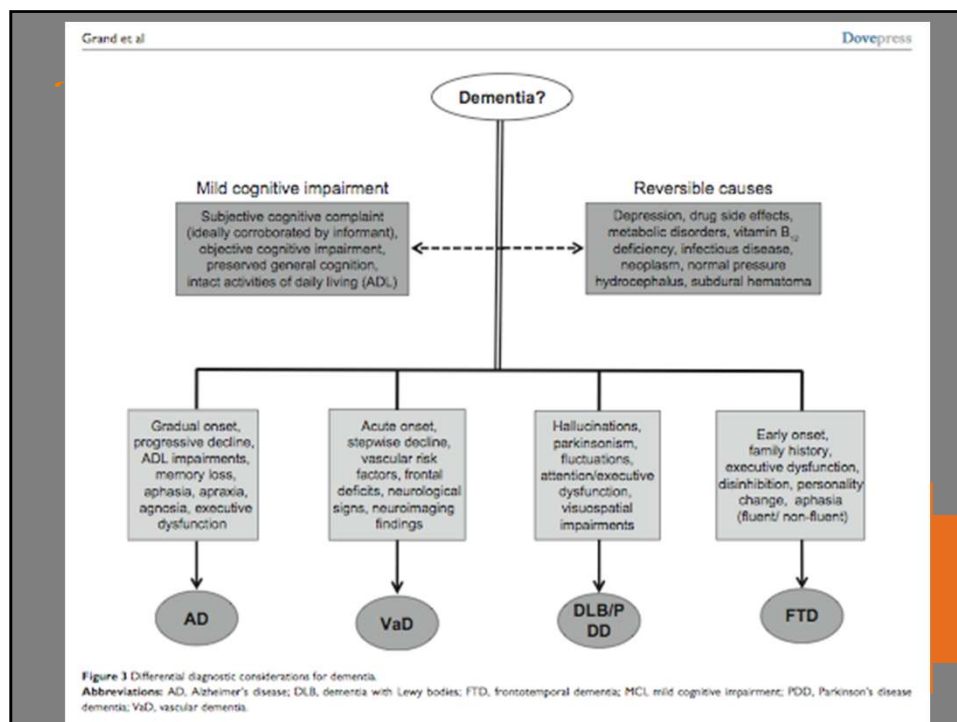 Grand et al
Dovepress
Dementia?
Mild cognitive impairment
Subjective cognitive complaint
(ideally corroborated by informant),
objective cognitive impairment,
preserved general cognition,
intact activities of daily living (ADL)
Reversible causes
Depression, drug side effects,
metabolic disorders, vitamin B12
deficiency, infectious disease,
neoplasm, normal pressure
hydrocephalus, subdural hematoma
Gradual onset,
progressive decline,
ADL impairments,
memory loss,
aphasia, apraxia,
agnosia, executive
dysfunction
Acute onset,
stepwise decline,
vascular risk
factors, frontal
deficits, neurological
signs, neuroimaging
findings
Hallucinations,
parkinsonism,
fluctuations,
attention/executive
dysfunction,
visuospatial
impairments
Early onset,
family history,
executive dysfunction,
disinhibition, personality
change, aphasia
(fluent/ non-fluent)
AD
VaD
DLB/P
DD
FTD
Figure 3 Differential diagnostic considerations for dementia.
Abbreviations: AD, Alzheimer's disease; DLB, dementia with Lewy bodies; FTD, frontotemporal dementia; MCI, mild cognitive impairment; PDD, Parkinson's disease
dementia; VaD, vascular dementia.